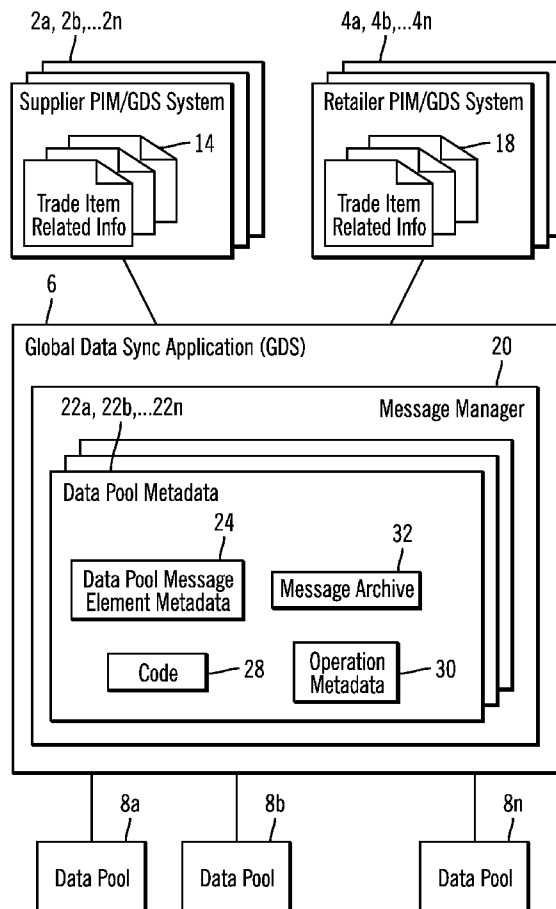 2a, 2b,...2n
4a, 4b,...4n
Supplier PIM/GDS System
Retailer PIM/GDS System
14
18
Trade Item
Related Info
Trade Item
Related Info
6
Global Data Sync Application (GDS)
20
22a, 22b,...22n
Message Manager
Data Pool Metadata
24
32
Data Pool Message
Element Metadata
Message Archive
Code
28
Operation
Metadata
30
8a
8b
8n
Data Pool
Data Pool
Data Pool